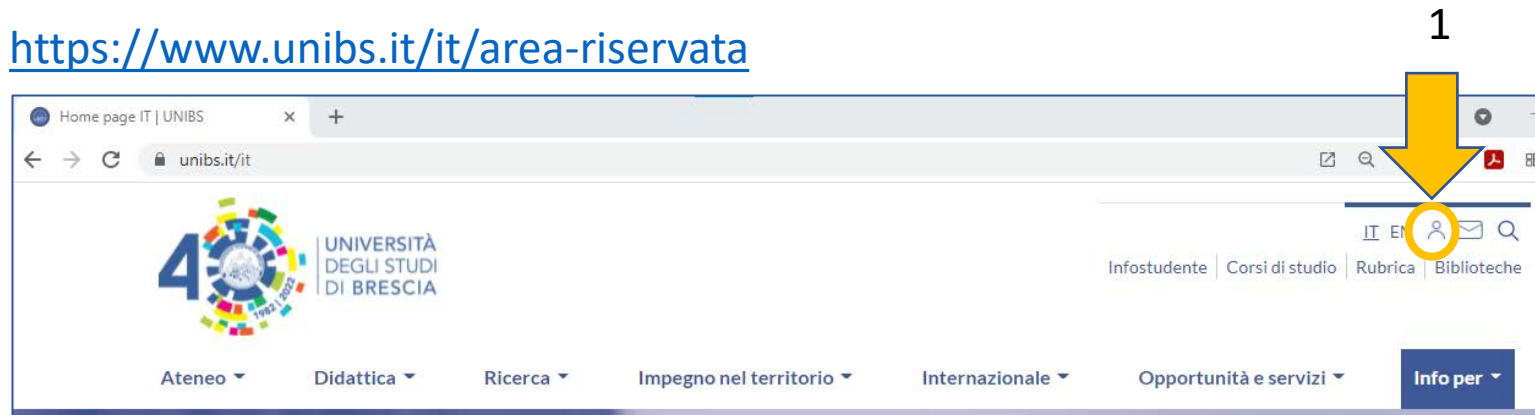 1
https://www.unibs.it/it/area-riservata
Home page IT | UNIBS
unibs.it/it
40
UNIVERSITÀ
DEGLI STUDI
DI BRESCIA
1982 | 2022
IT EN
Infostudente | Corsi di studio | Rubrica | Biblioteche
Ateneo Didattica Ricerca Impegno nel territorio Internazionale Opportunità e servizi Info per